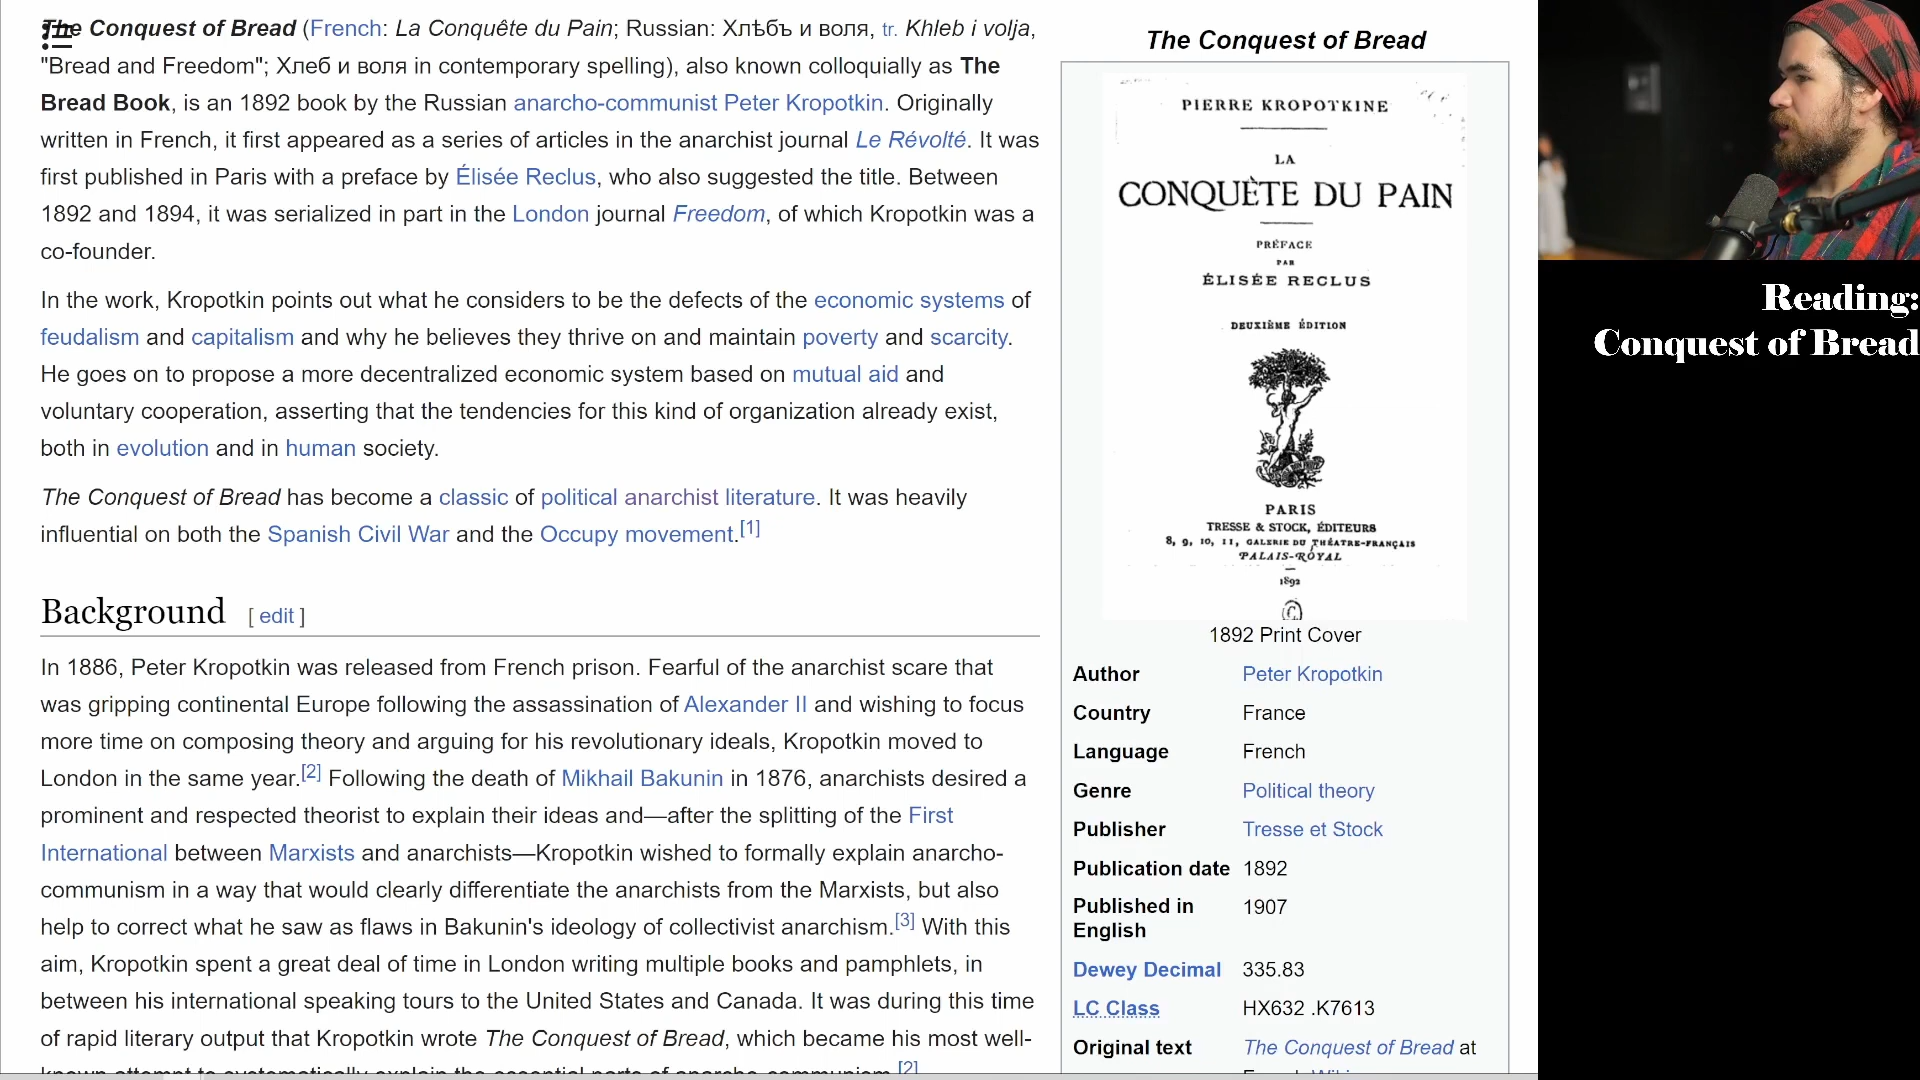 The Conquest of Bread (French: La Conquête du Pain; Russian: Хлѣбъ и воля, tr. Khleb i volja,
"Bread and Freedom"; Хлеб и воля in contemporary spelling), also known colloquially as The
Bread Book, is an 1892 book by the Russian anarcho-communist Peter Kropotkin. Originally
written in French, it first appeared as a series of articles in the anarchist journal Le Révolté. It was
first published in Paris with a preface by Élisée Reclus, who also suggested the title. Between
1892 and 1894, it was serialized in part in the London journal Freedom, of which Kropotkin was a
co-founder.
In the work, Kropotkin points out what he considers to be the defects of the economic systems of
feudalism and capitalism and why he believes they thrive on and maintain poverty and scarcity.
He goes on to propose a more decentralized economic system based on mutual aid and
voluntary cooperation, asserting that the tendencies for this kind of organization already exist,
both in evolution and in human society.
The Conquest of Bread has become a classic of political anarchist literature. It was heavily
influential on both the Spanish Civil War and the Occupy movement.[1]
Background [ edit ]
In 1886, Peter Kropotkin was released from French prison. Fearful of the anarchist scare that
was gripping continental Europe following the assassination of Alexander II and wishing to focus
more time on composing theory and arguing for his revolutionary ideals, Kropotkin moved to
London in the same year.[2] Following the death of Mikhail Bakunin in 1876, anarchists desired a
prominent and respected theorist to explain their ideas and—after the splitting of the First
International between Marxists and anarchists—Kropotkin wished to formally explain anarcho-
communism in a way that would clearly differentiate the anarchists from the Marxists, but also
help to correct what he saw as flaws in Bakunin's ideology of collectivist anarchism.[3] With this
aim, Kropotkin spent a great deal of time in London writing multiple books and pamphlets, in
between his international speaking tours to the United States and Canada. It was during this time
of rapid literary output that Kropotkin wrote The Conquest of Bread, which became his most well-
known attempt to systematically explain the essential parts of anarcho-communism.[2]
The Conquest of Bread
PIERRE KROPOTKINE
LA
CONQUÈTE DU PAIN
PRÉFACE
PAR
ÉLISÉE RECLUS
DEUXIÈME ÉDITION
PARIS
TRESSE & STOCK, ÉDITEURS
8, 9, 10, 11, GALERIE DU THÉATRE-FRANÇAIS
PALAIS-ROYAL
1892
1892 Print Cover
Author Peter Kropotkin
Country France
Language French
Genre Political theory
Publisher Tresse et Stock
Publication date 1892
Published in English 1907
Dewey Decimal 335.83
LC Class HX632 .K7613
Original text The Conquest of Bread at
Reading:
Conquest of Bread